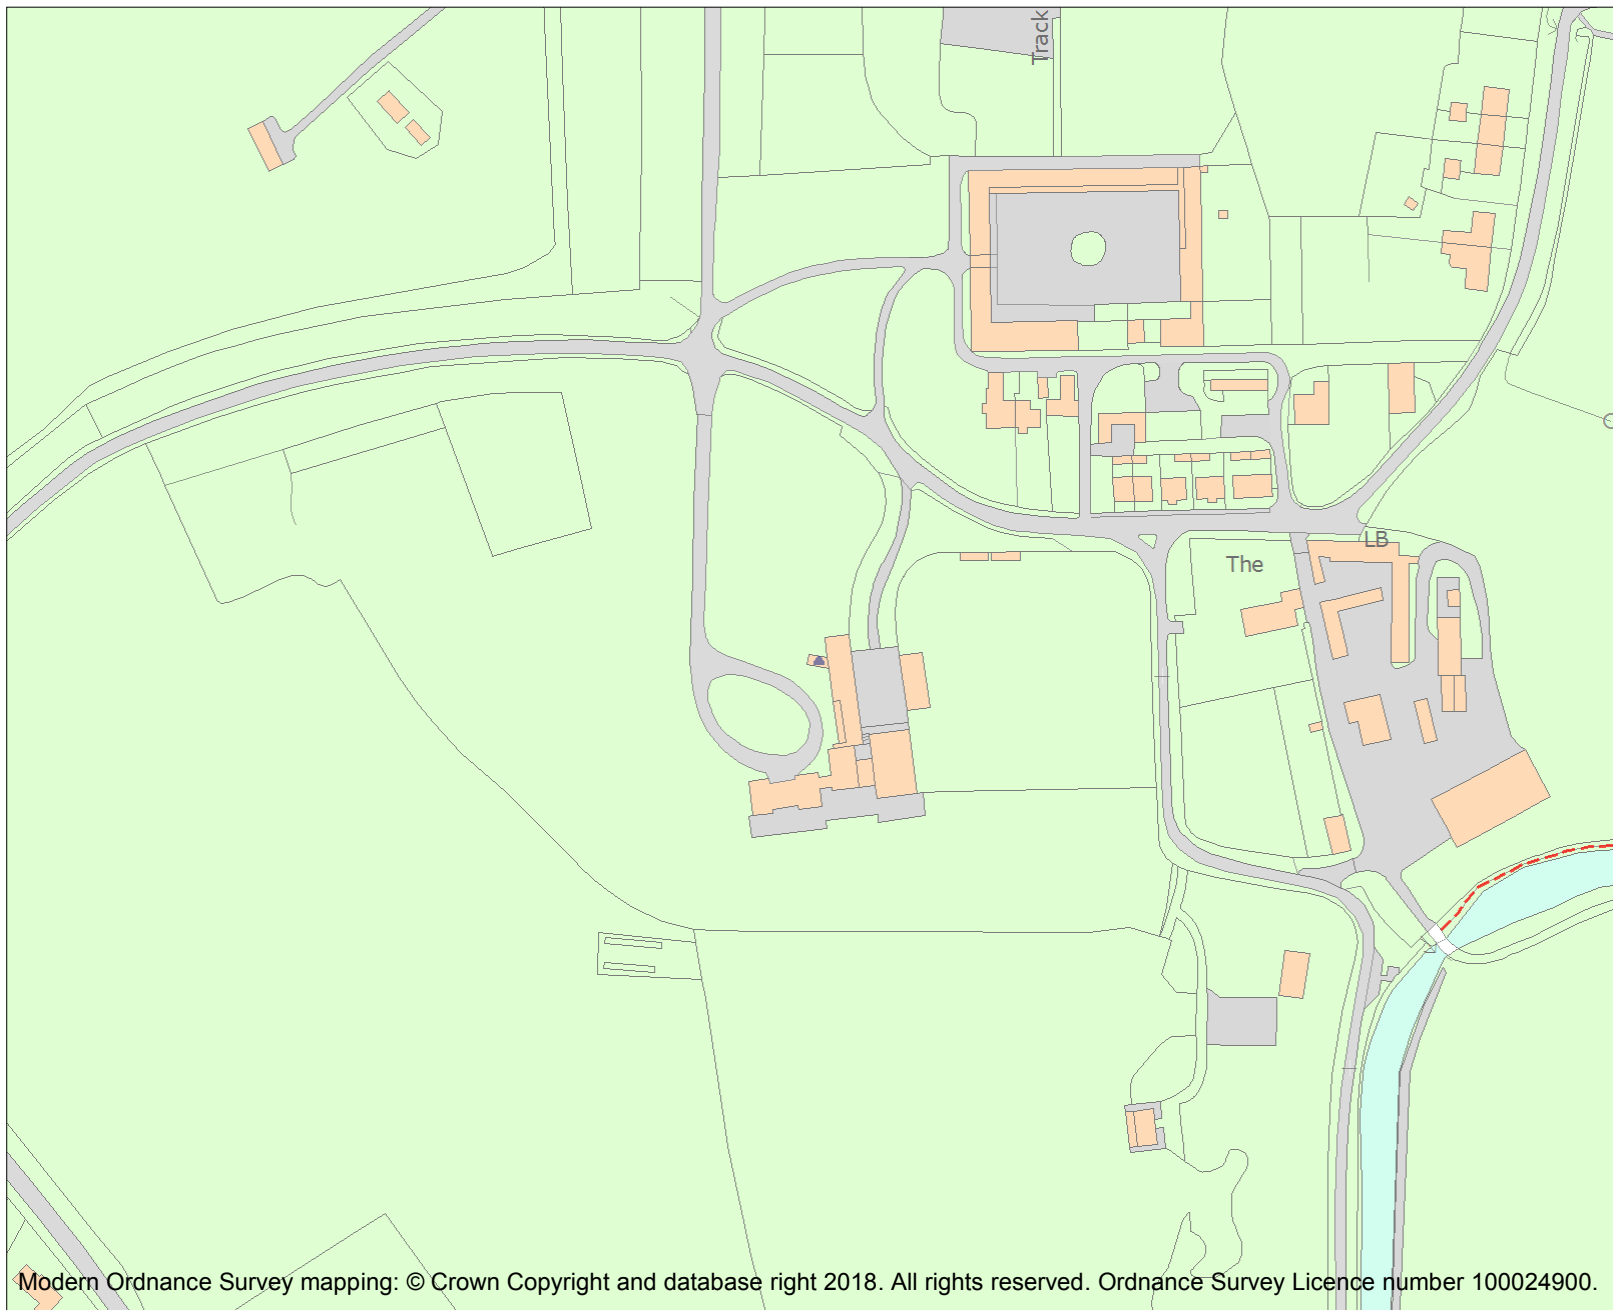 Track
LB
The
Modern Ordnance Survey mapping: © Crown Copyright and database right 2018. All rights reserved. Ordnance Survey Licence number 100024900.